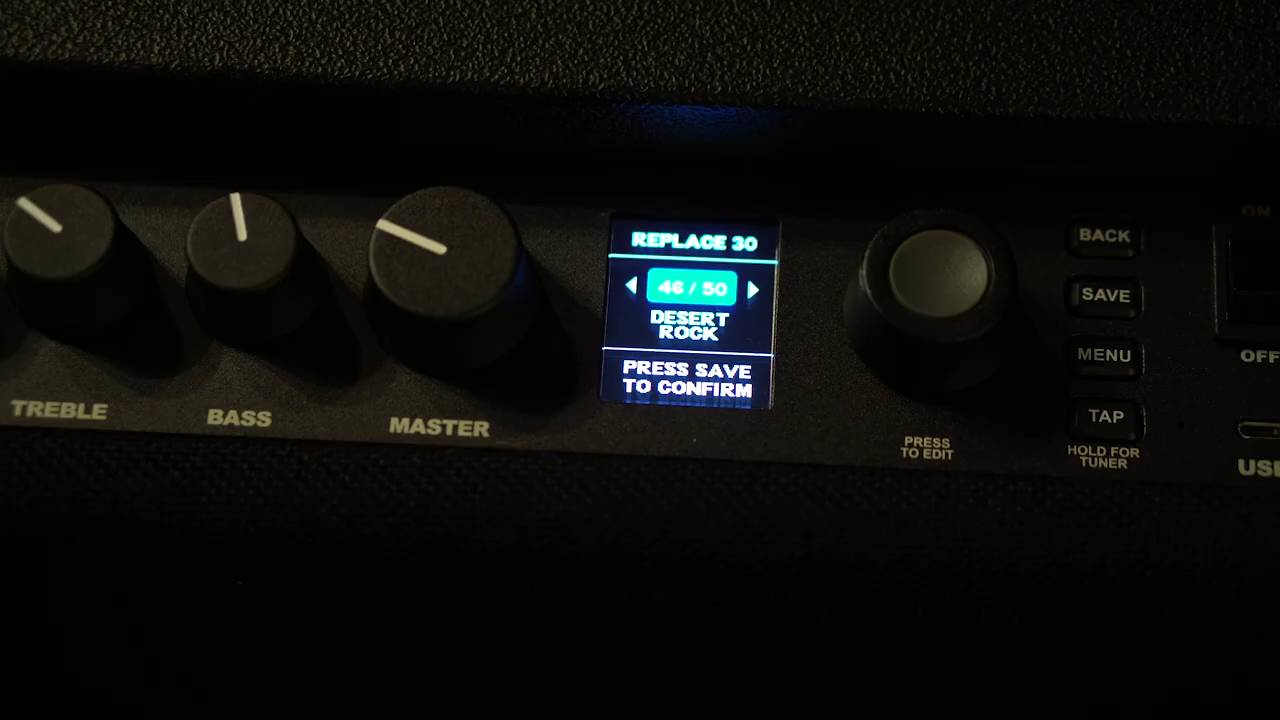 REPLACE 30
46 / 50
DESERT
ROCK
PRESS SAVE
TO CONFIRM
TREBLE
BASS
MASTER
PRESS
TO EDIT
BACK
SAVE
MENU
TAP
HOLD FOR
TUNER
ON
OFF